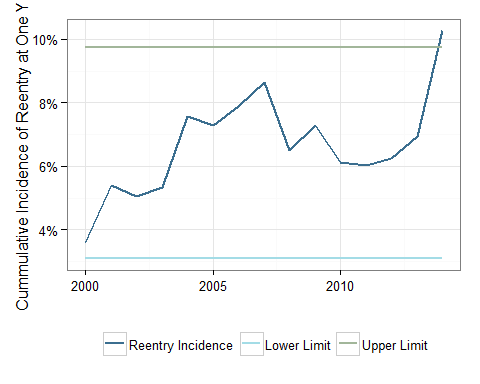 Cummulative Incidence of Reentry at One Y
10%
8%
6%
4%
2000
2005
2010
Reentry Incidence
Lower Limit
Upper Limit